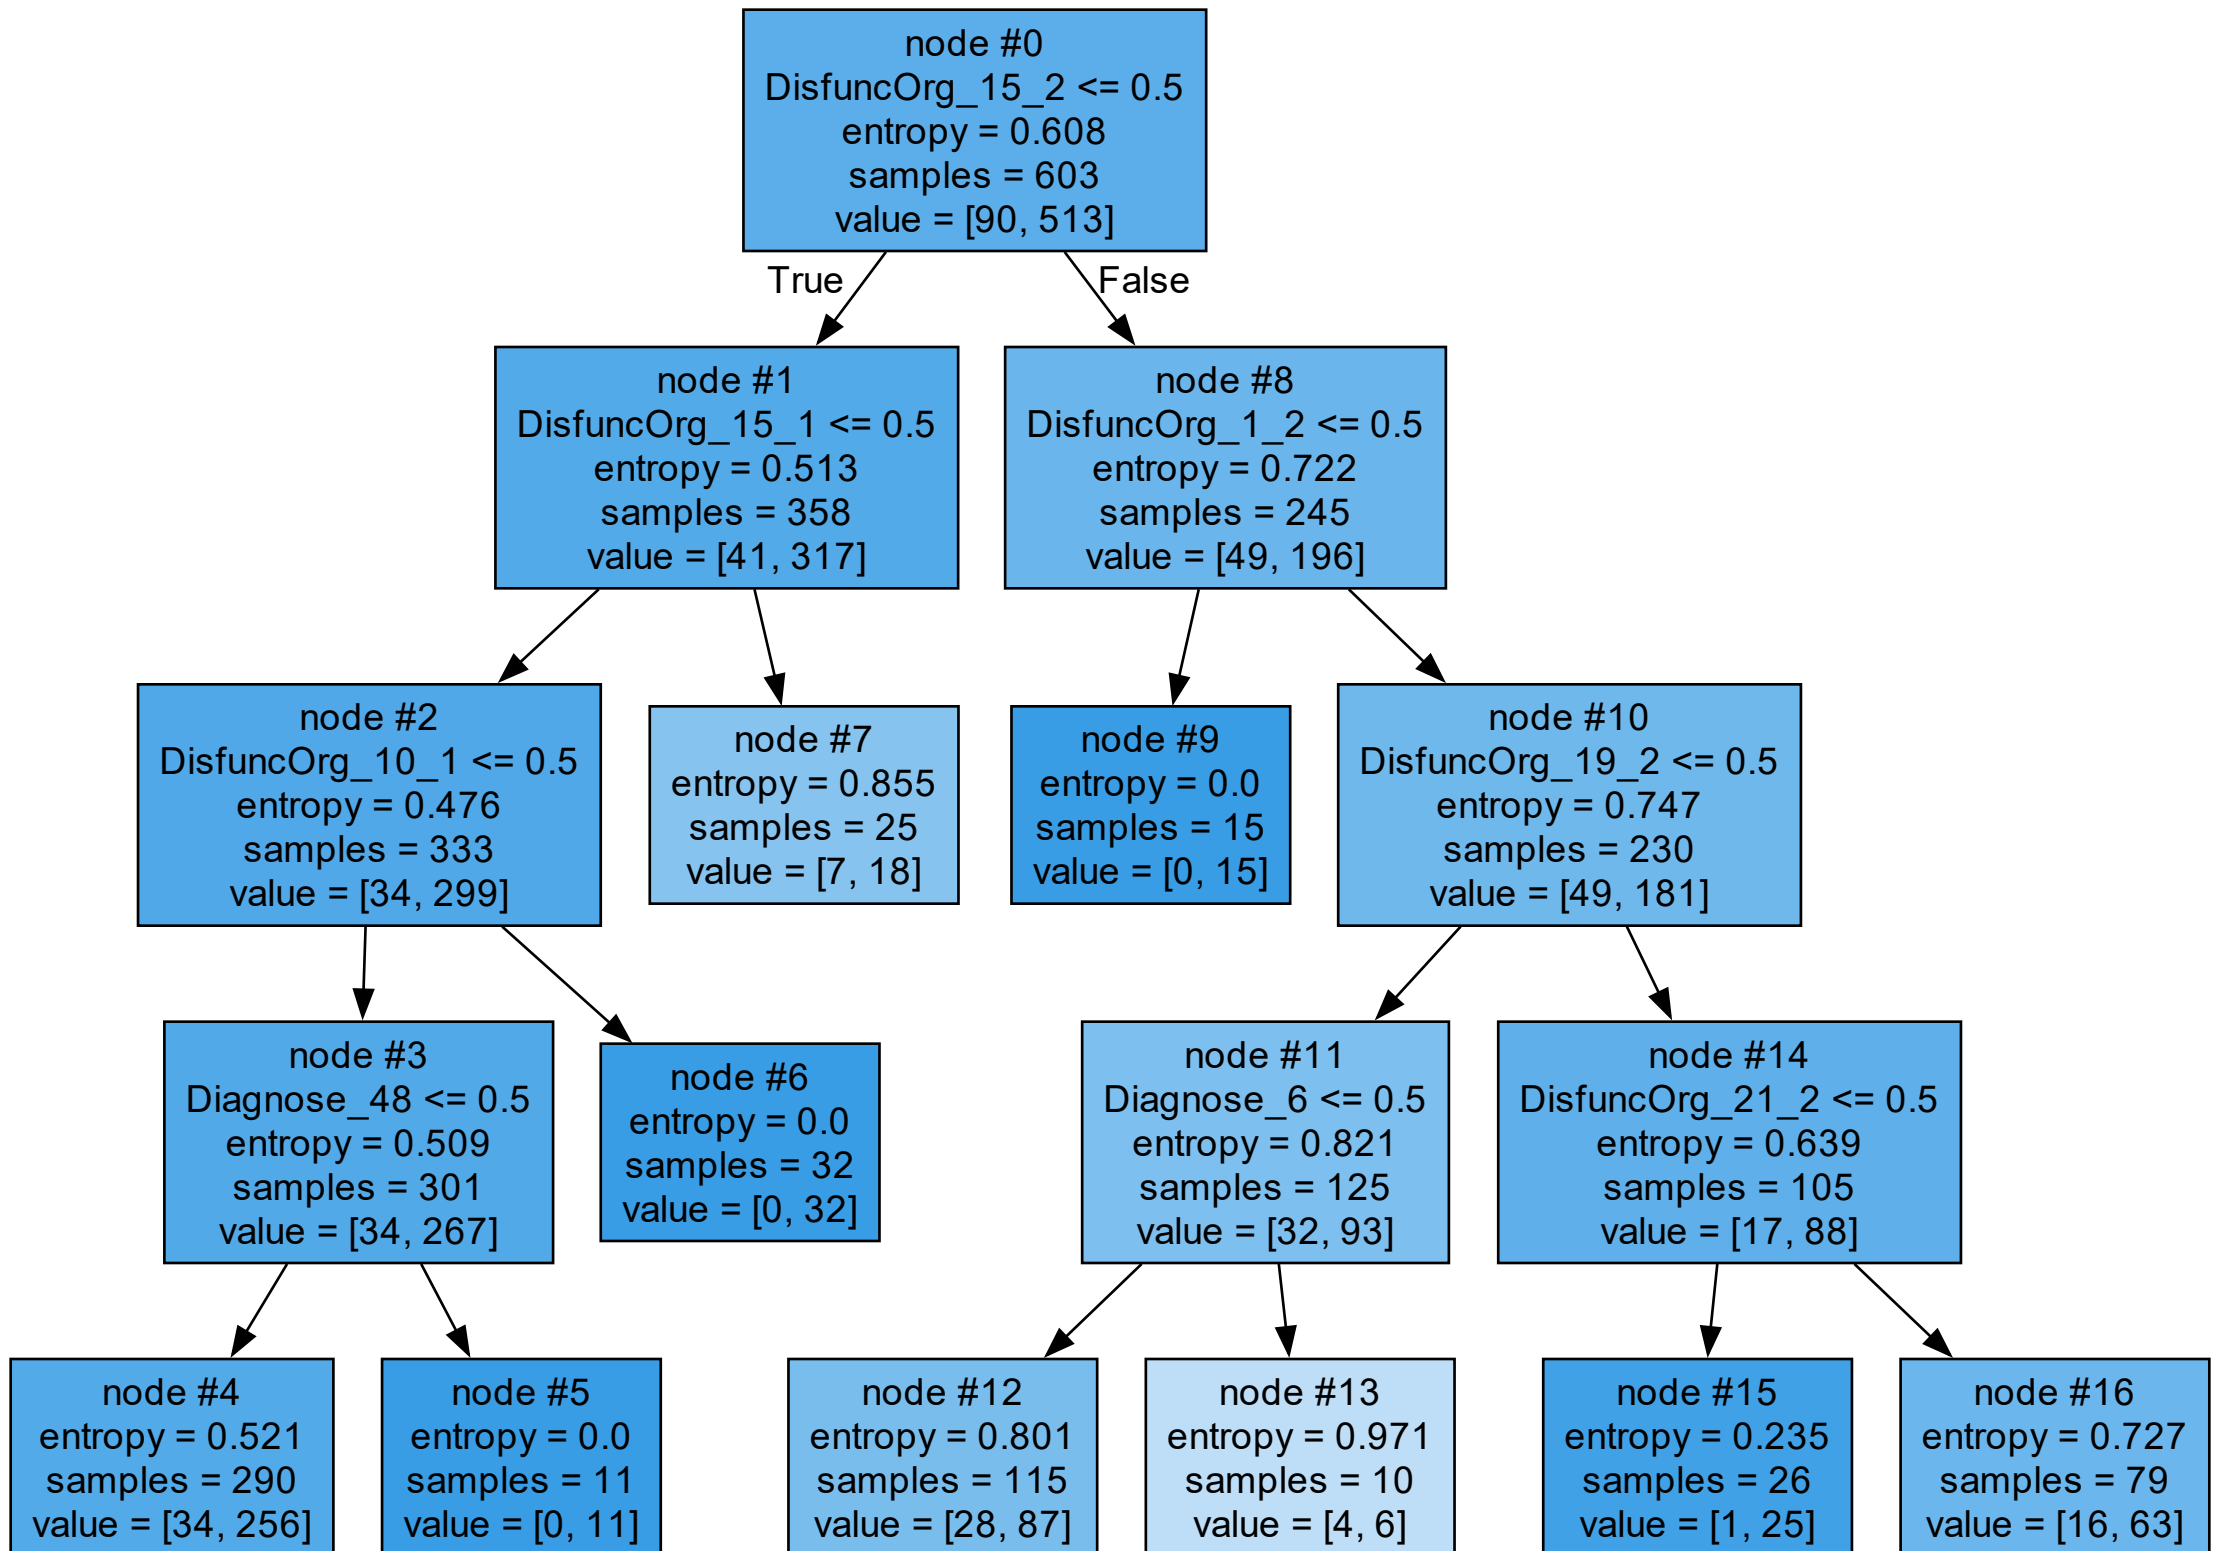 node #0
DisfuncOrg_15_2 <= 0.5
entropy = 0.608
samples = 603
value = [90, 513]
True
False
node #1
DisfuncOrg_15_1 <= 0.5
entropy = 0.513
samples = 358
value = [41, 317]
node #8
DisfuncOrg_1_2 <= 0.5
entropy = 0.722
samples = 245
value = [49, 196]
node #2
DisfuncOrg_10_1 <= 0.5
entropy = 0.476
samples = 333
value = [34, 299]
node #7
entropy = 0.855
samples = 25
value = [7, 18]
node #9
entropy = 0.0
samples = 15
value = [0, 15]
node #10
DisfuncOrg_19_2 <= 0.5
entropy = 0.747
samples = 230
value = [49, 181]
node #3
Diagnose_48 <= 0.5
entropy = 0.509
samples = 301
value = [34, 267]
node #6
entropy = 0.0
samples = 32
value = [0, 32]
node #11
Diagnose_6 <= 0.5
entropy = 0.821
samples = 125
value = [32, 93]
node #14
DisfuncOrg_21_2 <= 0.5
entropy = 0.639
samples = 105
value = [17, 88]
node #4
entropy = 0.521
samples = 290
value = [34, 256]
node #5
entropy = 0.0
samples = 11
value = [0, 11]
node #12
entropy = 0.801
samples = 115
value = [28, 87]
node #13
entropy = 0.971
samples = 10
value = [4, 6]
node #15
entropy = 0.235
samples = 26
value = [1, 25]
node #16
entropy = 0.727
samples = 79
value = [16, 63]